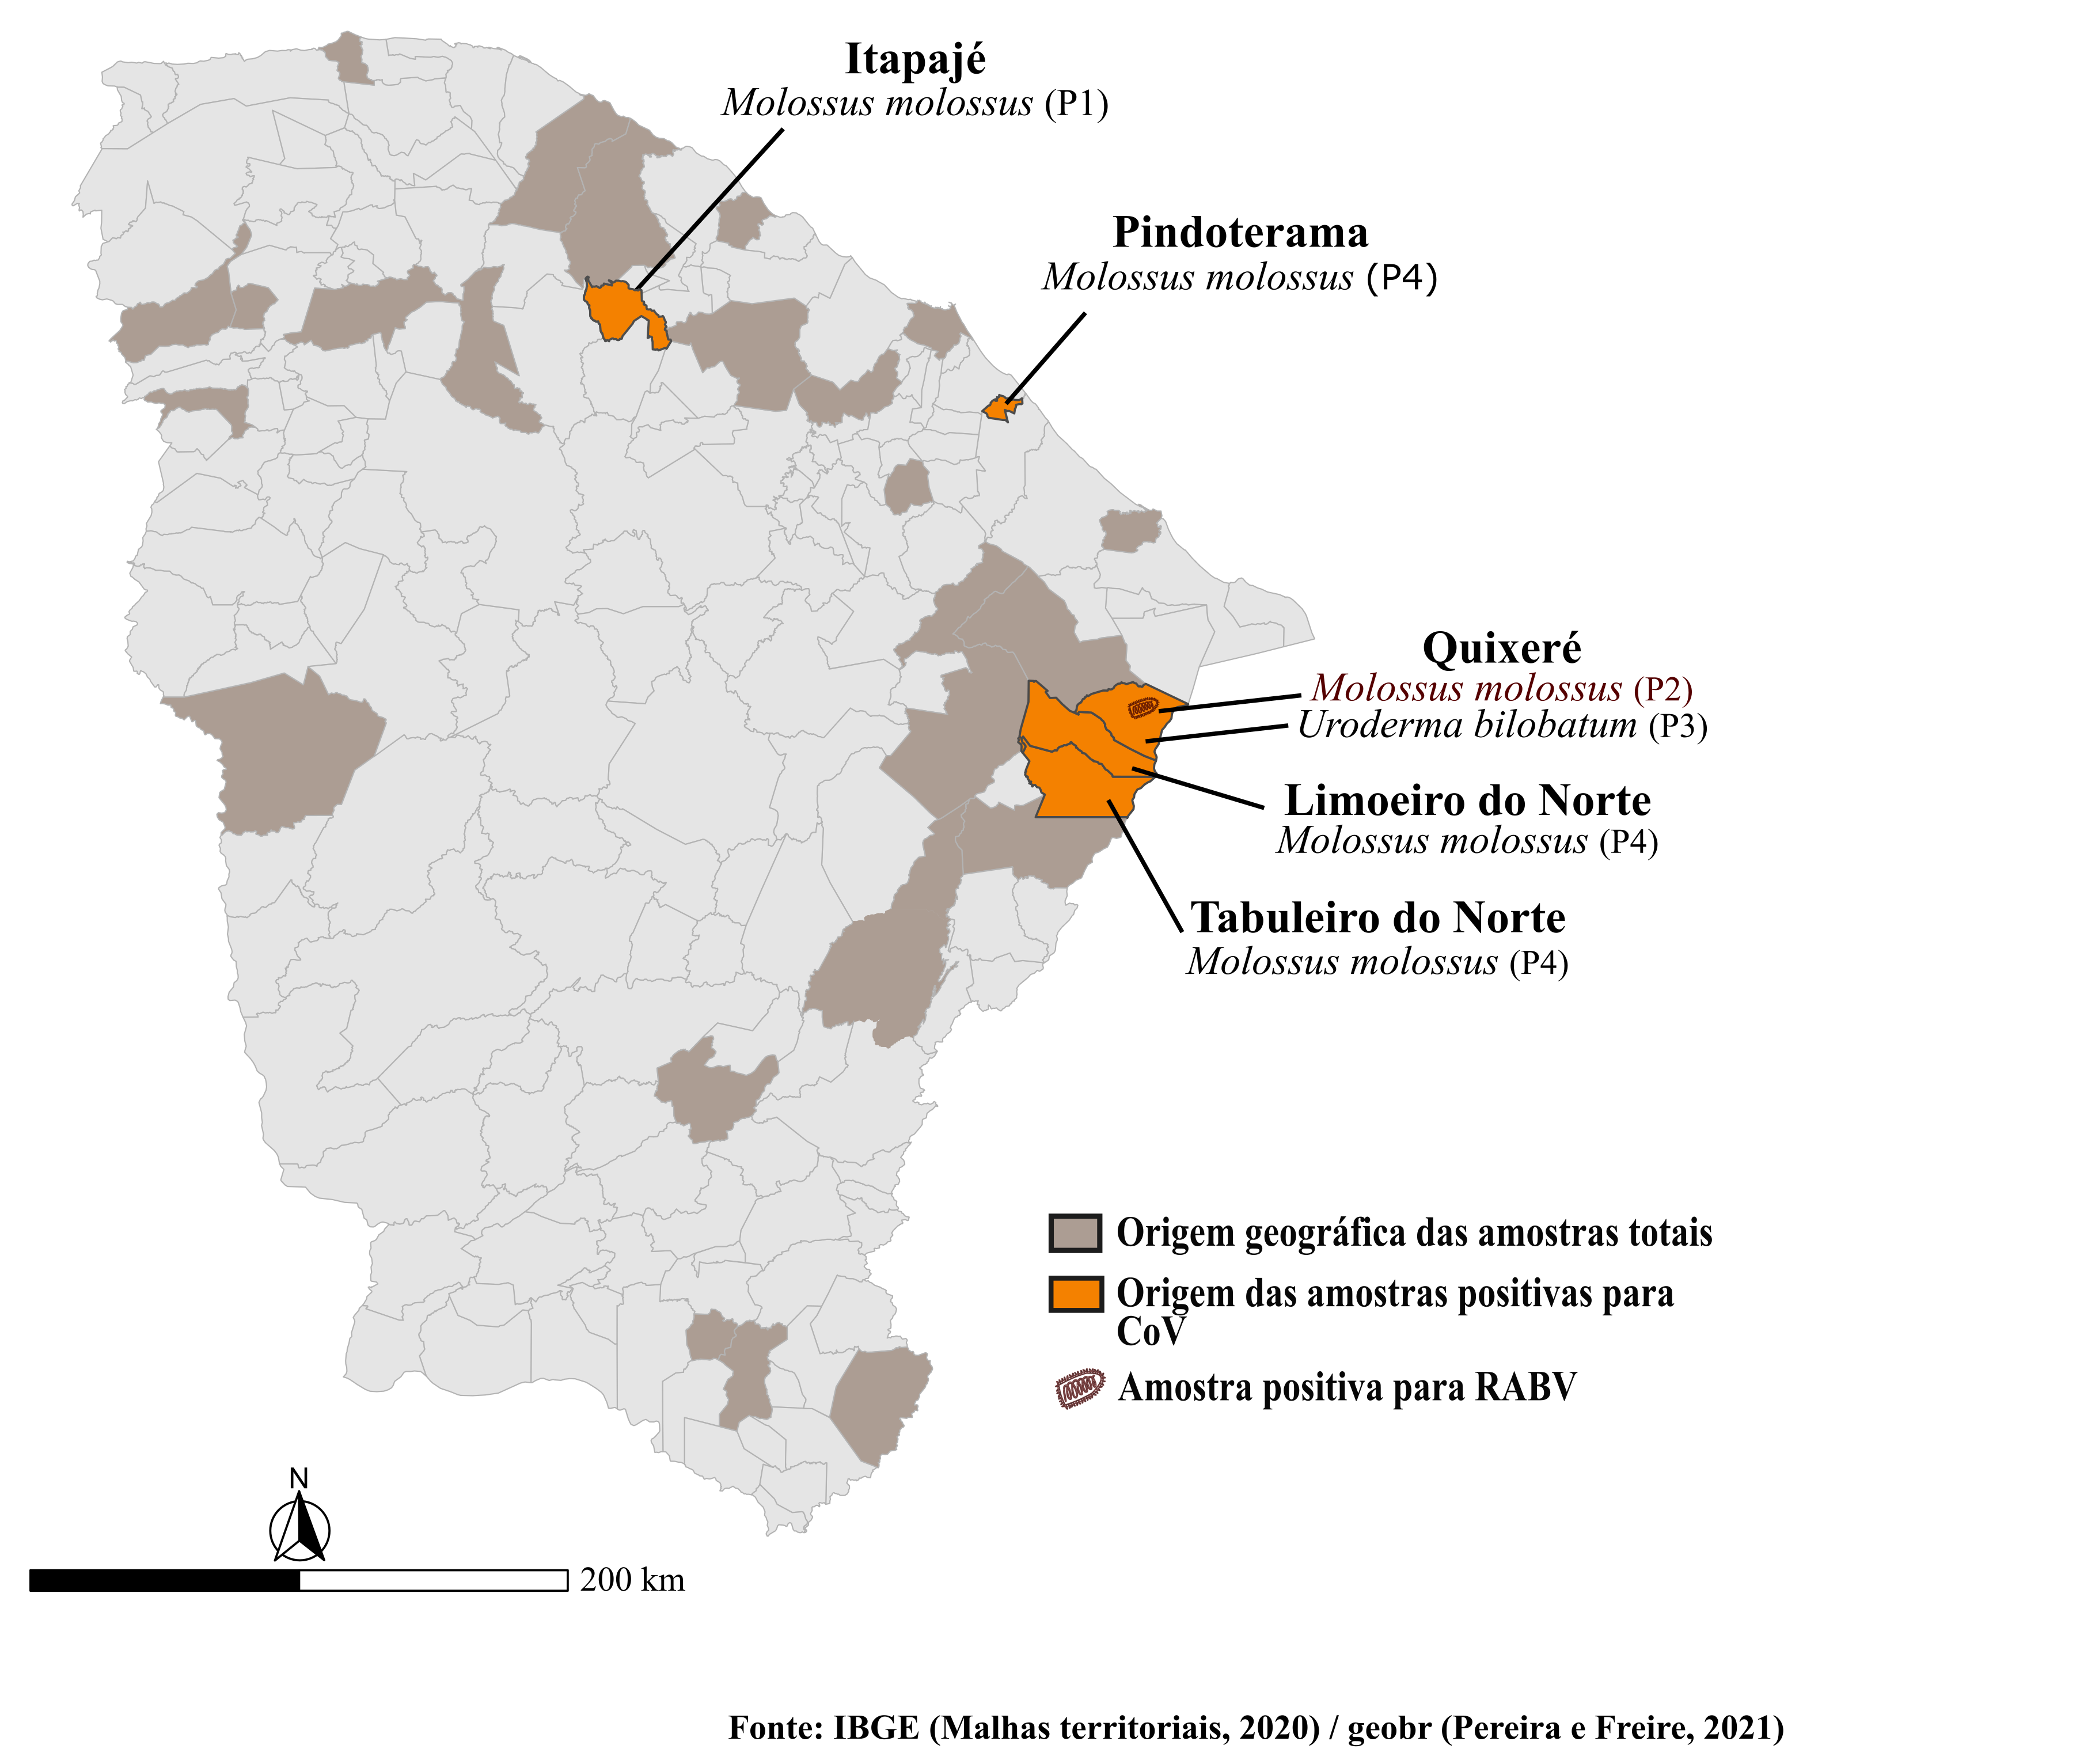 Itapajé
Molossus molossus (P1)
Pindoterama
Molossus molossus (P4)
Quixeré
Molossus molossus (P2)
Uroderma bilobatum (P3)
Limoeiro do Norte
Molossus molossus (P4)
Tabuleiro do Norte
Molossus molossus (P4)
Origem geográfica das amostras totais
Origem das amostras positivas para
CoV
Amostra positiva para RABV
N
200 km
Fonte: IBGE (Malhas territoriais, 2020) / geobr (Pereira e Freire, 2021)